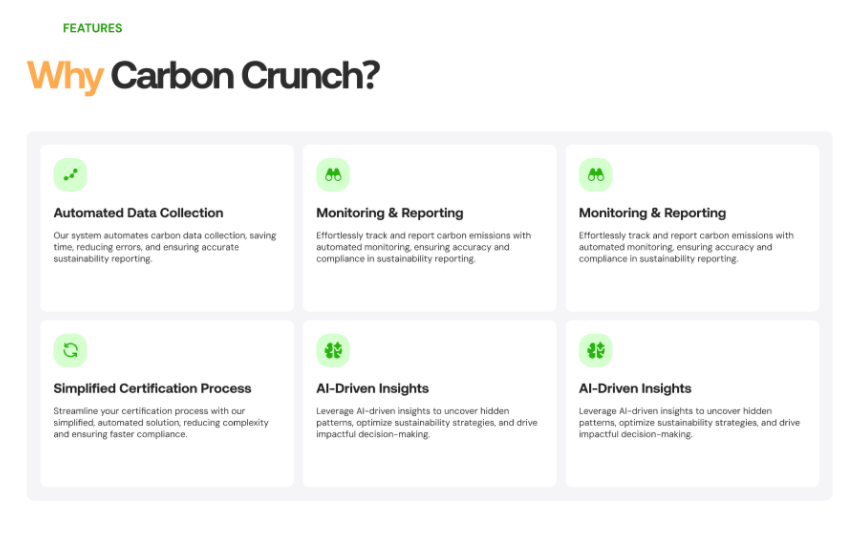 FEATURES
Why Carbon Crunch?
Automated Data Collection
Our system automates carbon data collection, saving
time, reducing errors, and ensuring accurate
sustainability reporting.
Monitoring & Reporting
Effortlessly track and report carbon emissions with
automated monitoring, ensuring accuracy and
compliance in sustainability reporting.
Monitoring & Reporting
Effortlessly track and report carbon emissions with
automated monitoring, ensuring accuracy and
compliance in sustainability reporting.
Simplified Certification Process
Streamline your certification process with our
simplified, automated solution, reducing complexity
and ensuring faster compliance.
AI-Driven Insights
Leverage AI-driven insights to uncover hidden
patterns, optimize sustainability strategies, and drive
impactful decision-making.
AI-Driven Insights
Leverage AI-driven insights to uncover hidden
patterns, optimize sustainability strategies, and drive
impactful decision-making.